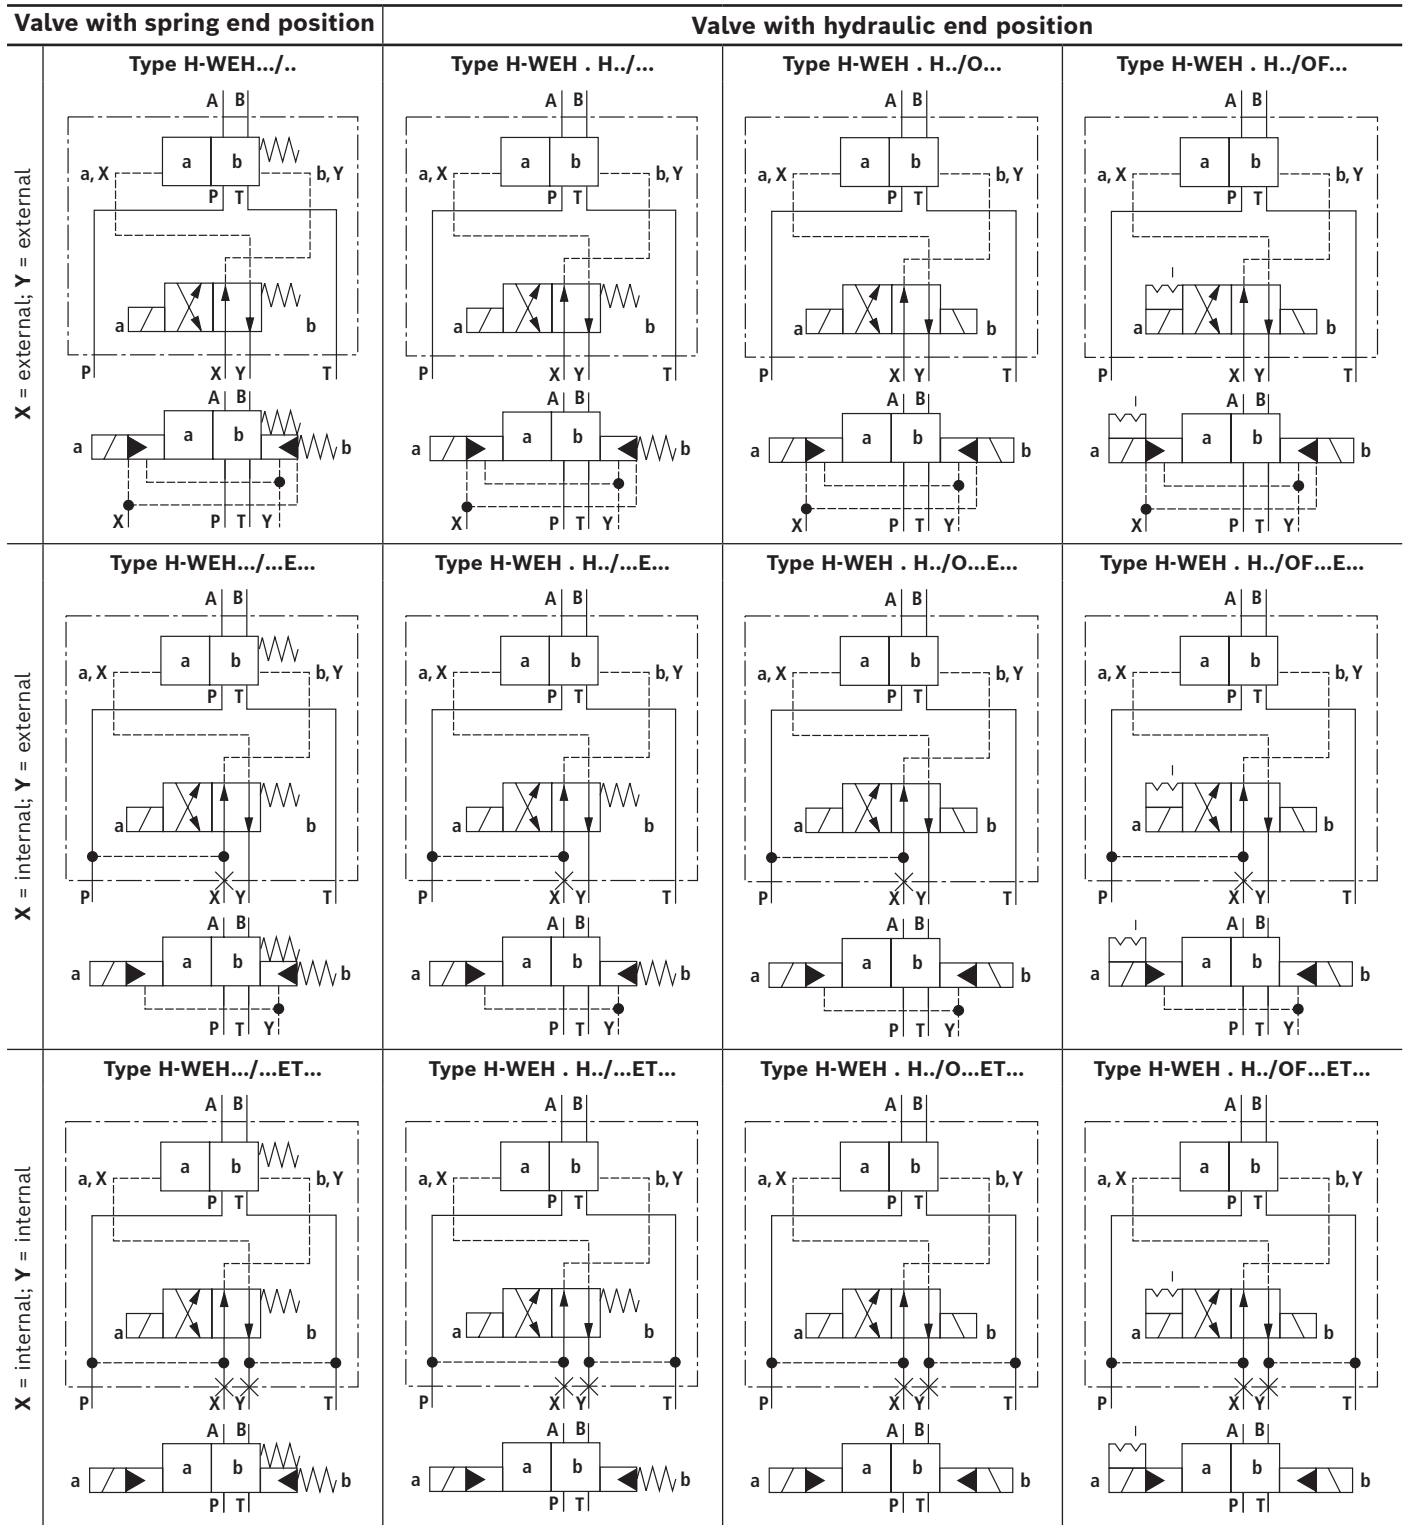 Valve with spring end position
Valve with hydraulic end position
X = external; Y = external
Type H-WEH.../..
A B
a b
a, X b, Y
P T
a b
P X Y T
A B
a a b b
X P T Y
Type H-WEH . H../...
A B
a b
a, X b, Y
P T
a b
P X Y T
A B
a a b b
X P T Y
Type H-WEH . H../O...
A B
a b
a, X b, Y
P T
a b
P X Y T
A B
a a b b
X P T Y
Type H-WEH . H../OF...
A B
a b
a, X b, Y
P T
a b
P X Y T
A B
a a b b
X P T Y
X = internal; Y = external
Type H-WEH.../...E...
A B
a b
a, X b, Y
P T
a b
P X Y T
A B
a a b b
P T Y
Type H-WEH . H../...E...
A B
a b
a, X b, Y
P T
a b
P X Y T
A B
a a b b
P T Y
Type H-WEH . H../O...E...
A B
a b
a, X b, Y
P T
a b
P X Y T
A B
a a b b
P T Y
Type H-WEH . H../OF...E...
A B
a b
a, X b, Y
P T
a b
P X Y T
A B
a a b b
P T Y
X = internal; Y = internal
Type H-WEH.../...ET...
A B
a b
a, X b, Y
P T
a b
P X Y T
A B
a a b b
P T
Type H-WEH . H../...ET...
A B
a b
a, X b, Y
P T
a b
P X Y T
A B
a a b b
P T
Type H-WEH . H../O...ET...
A B
a b
a, X b, Y
P T
a b
P X Y T
A B
a a b b
P T
Type H-WEH . H../OF...ET...
A B
a b
a, X b, Y
P T
a b
P X Y T
A B
a a b b
P T